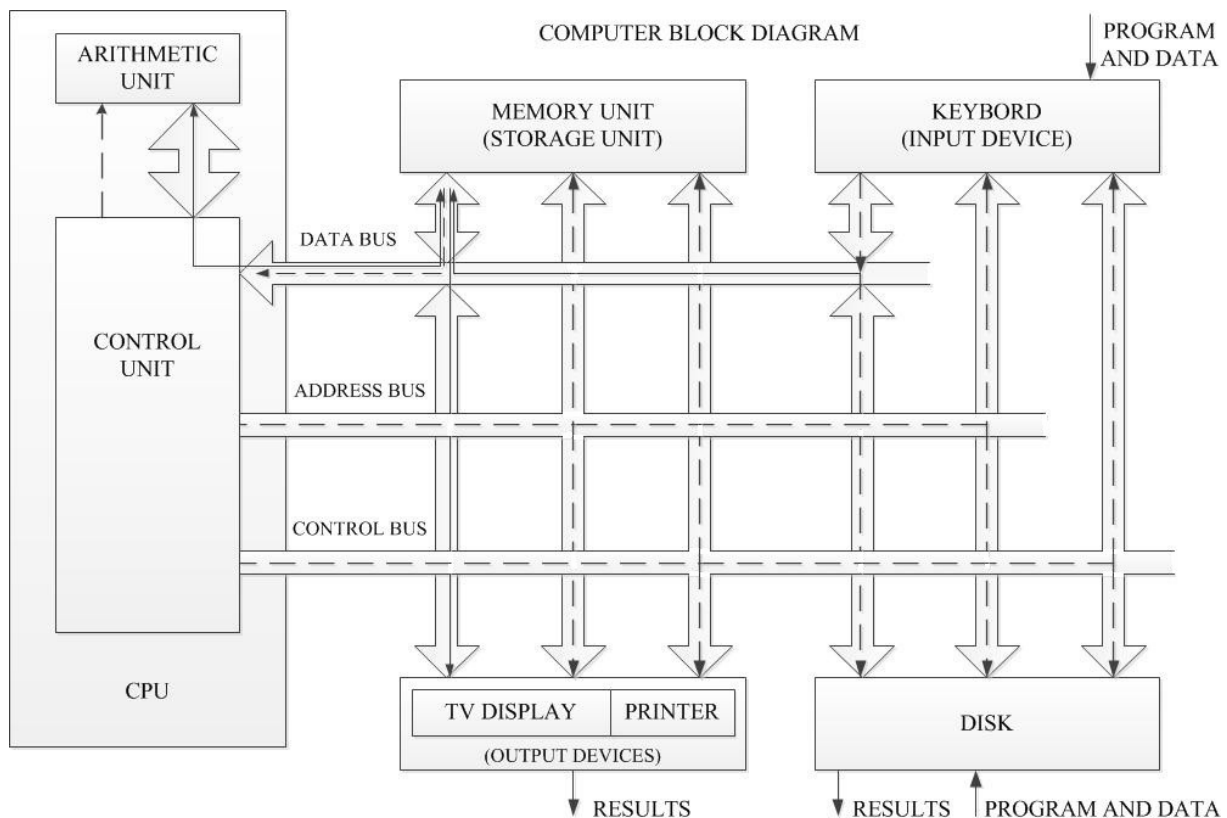 COMPUTER BLOCK DIAGRAM
PROGRAM
AND DATA
ARITHMETIC
UNIT
MEMORY UNIT
(STORAGE UNIT)
KEYBORD
(INPUT DEVICE)
DATA BUS
CONTROL
UNIT
ADDRESS BUS
CONTROL BUS
CPU
TV DISPLAY
PRINTER
(OUTPUT DEVICES)
DISK
RESULTS
RESULTS
PROGRAM AND DATA